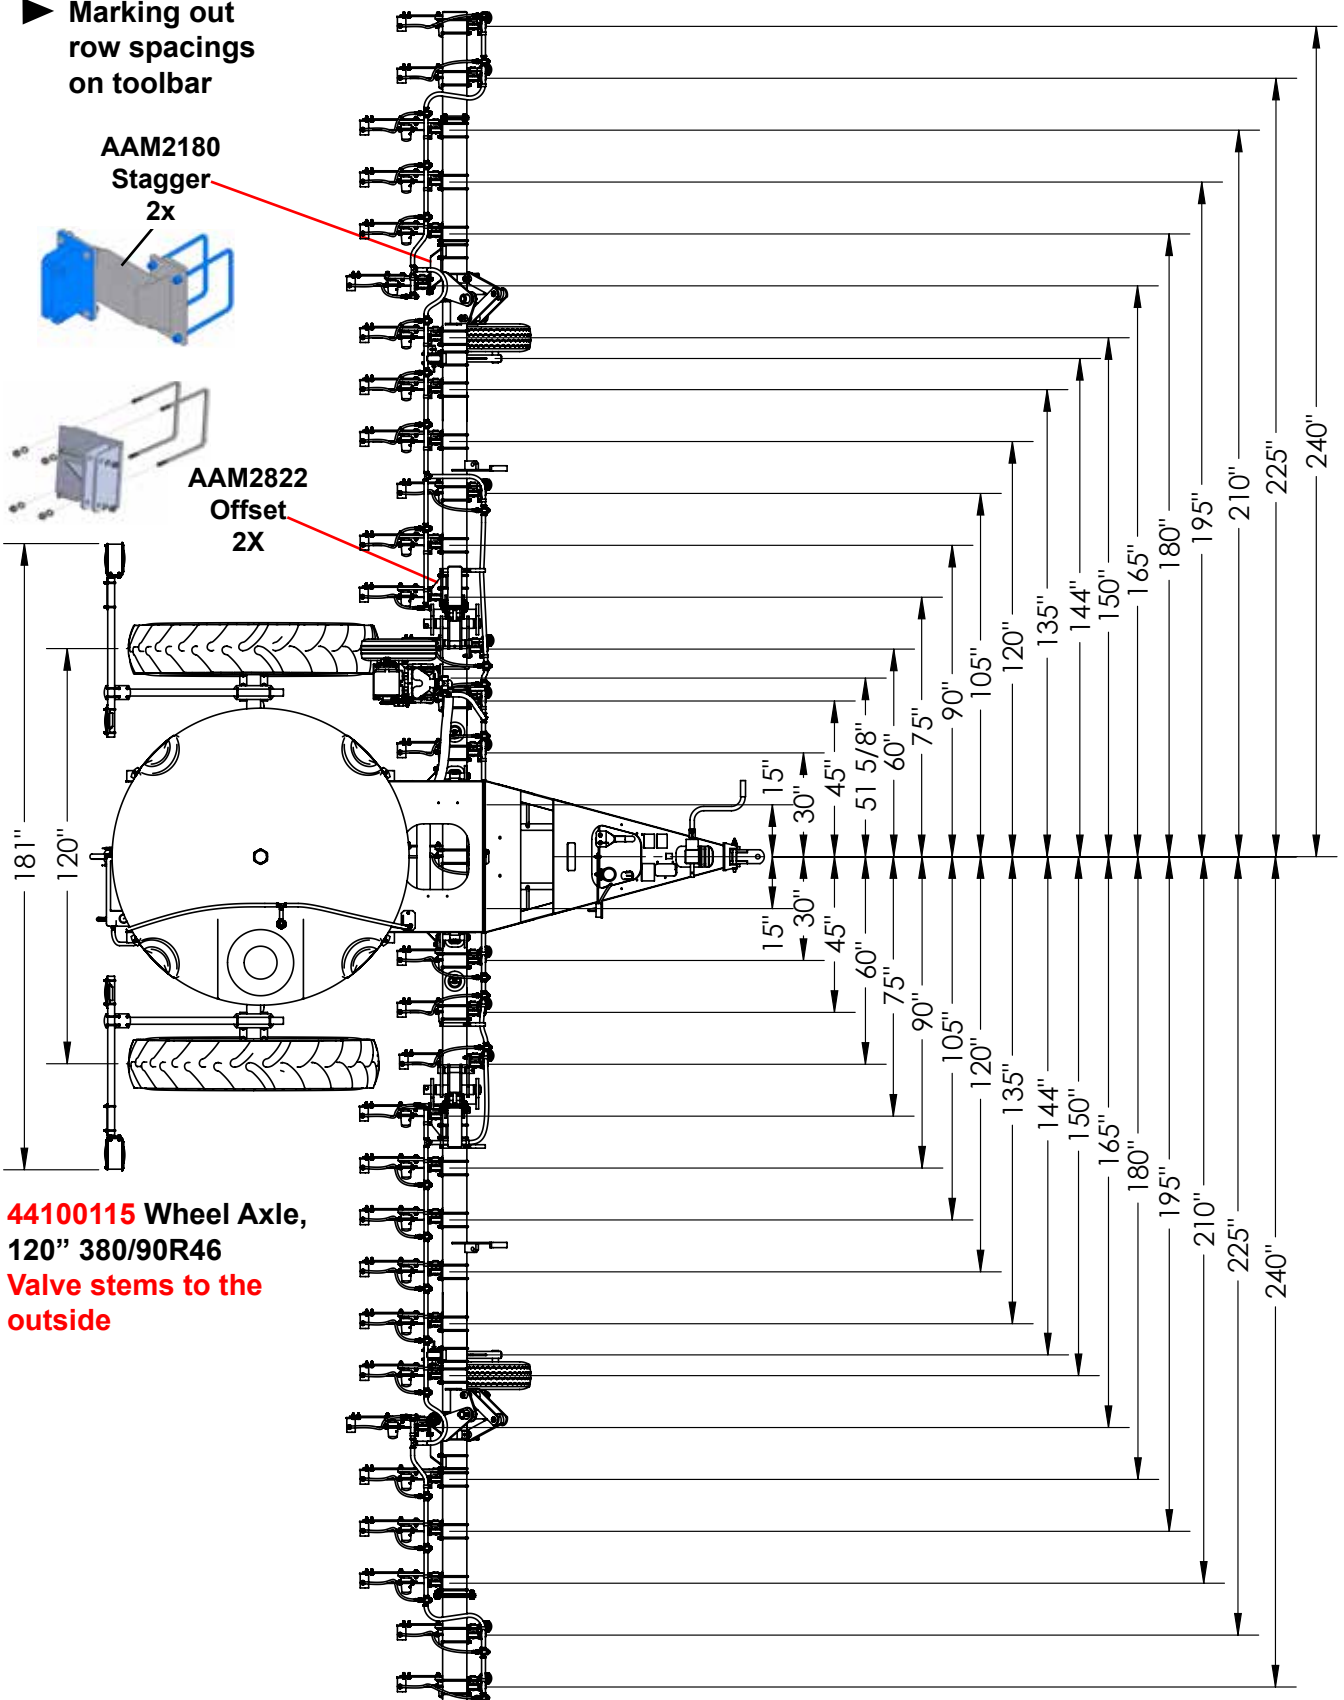 ► Marking out
row spacings
on toolbar
AAM2180
Stagger
2x
AAM2822
Offset
2X
181"
120"
15"
30"
45"
51 5/8"
60"
75"
90"
105"
120"
135"
144"
150"
165"
180"
195"
210"
225"
240"
15"
30"
45"
60"
75"
90"
105"
120"
135"
144"
150"
165"
180"
195"
210"
225"
240"
44100115 Wheel Axle,
120” 380/90R46
Valve stems to the
outside